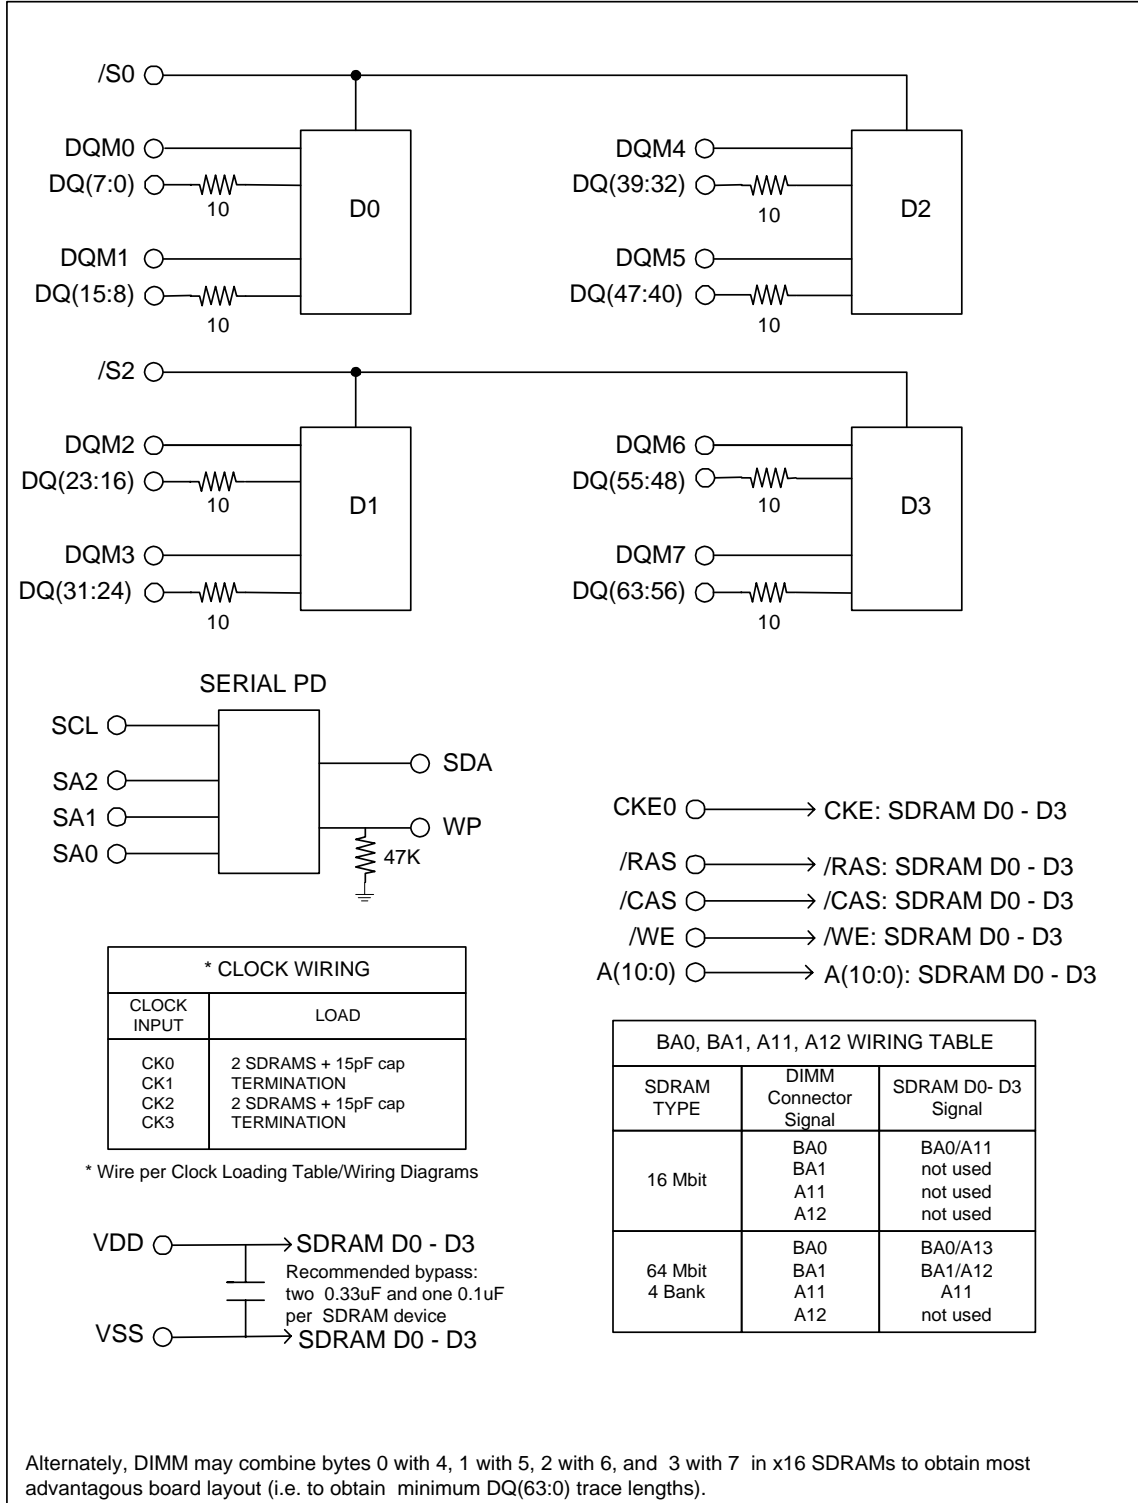 /S0
DQM0
DQ(7:0)
10
D0
DQM1
DQ(15:8)
10
DQM4
DQ(39:32)
10
D2
DQM5
DQ(47:40)
10
/S2
DQM2
DQ(23:16)
10
D1
DQM3
DQ(31:24)
10
DQM6
DQ(55:48)
10
D3
DQM7
DQ(63:56)
10
SERIAL PD
SCL
SA2
SA1
SA0
SDA
WP
47K
CKE0 CKE: SDRAM D0 - D3
/RAS /RAS: SDRAM D0 - D3
/CAS /CAS: SDRAM D0 - D3
/WE /WE: SDRAM D0 - D3
A(10:0) A(10:0): SDRAM D0 - D3
* CLOCK WIRING
CLOCK INPUT LOAD
CK0 2 SDRAMS + 15pF cap
CK1 TERMINATION
CK2 2 SDRAMS + 15pF cap
CK3 TERMINATION
* Wire per Clock Loading Table/Wiring Diagrams
BA0, BA1, A11, A12 WIRING TABLE
SDRAM TYPE DIMM Connector Signal SDRAM D0- D3 Signal
16 Mbit
BA0 BA0/A11
BA1 not used
A11 not used
A12 not used
64 Mbit
4 Bank
BA0 BA0/A13
BA1 BA1/A12
A11 A11
A12 not used
VDD SDRAM D0 - D3
Recommended bypass:
two 0.33uF and one 0.1uF
per SDRAM device
VSS SDRAM D0 - D3
Alternately, DIMM may combine bytes 0 with 4, 1 with 5, 2 with 6, and 3 with 7 in x16 SDRAMs to obtain most
advantagous board layout (i.e. to obtain minimum DQ(63:0) trace lengths).